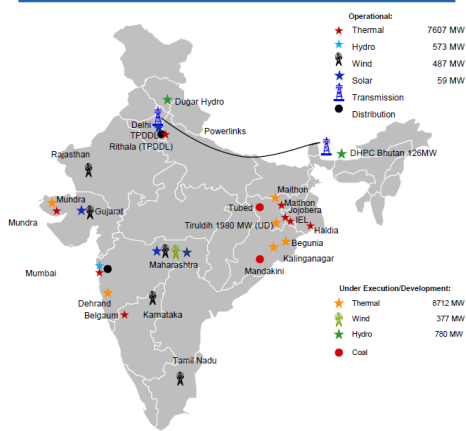 Operational:
Thermal 7607 MW
Hydro 573 MW
Wind 487 MW
Solar 59 MW
Transmission
Distribution
Dugar Hydro
Delhi
TPDDL
Rithala (TPDDL)
Powerlinks
DHPC Bhutan 126MW
Rajasthan
Mundra
Mundra
Gujarat
Maithon
Maithon
Tubed
Jojobera
IEL
Tiruldih 1980 MW (UD)
Haldia
Begunia
Kalinganagar
Mandakini
Maharashtra
Mumbai
Dehrand
Belgaum
Karnataka
Tamil Nadu
Under Execution/Development:
Thermal 8712 MW
Wind 377 MW
Hydro 780 MW
Coal